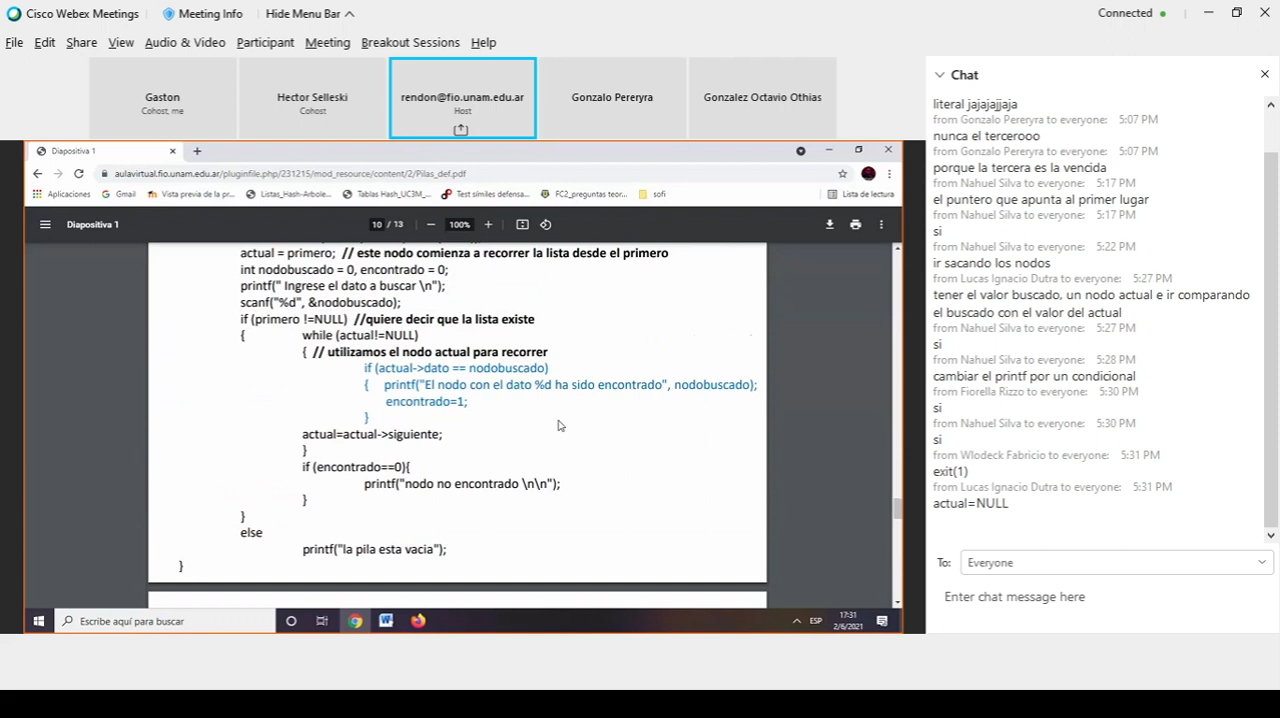 Cisco Webex Meetings
Meeting Info
Hide Menu Bar
Connected
File Edit Share View Audio & Video Participant Meeting Breakout Sessions Help
Gaston
Cohost, me
Hector Selleski
Cohost
rendon@fio.unam.edu.ar
Host
Gonzalo Pereryra
Gonzalez Octavio Othias
Diapositiva 1
aulavirtual.fio.unam.edu.ar/pluginfile.php/231215/mod_resource/content/2/Pilas_def.pdf
Aplicaciones Gmail Vista previa de la pr... Listas_Hash-Arbole... Tablas Hash_UC3M_... Test símiles defensa... FC2_preguntas teor... sofi Lista de lectura
Diapositiva 1 10 / 13 100%
actual = primero; // este nodo comienza a recorrer la lista desde el primero
int nodobuscado = 0, encontrado = 0;
printf(" Ingrese el dato a buscar \n");
scanf("%d", &nodobuscado);
if (primero !=NULL) //quiere decir que la lista existe
{ while (actual!=NULL)
{ // utilizamos el nodo actual para recorrer
if (actual->dato == nodobuscado)
{ printf("El nodo con el dato %d ha sido encontrado", nodobuscado);
encontrado=1;
}
actual=actual->siguiente;
}
if (encontrado==0){
printf("nodo no encontrado \n\n");
}
}
else
printf("la pila esta vacia");
}
Escribe aquí para buscar
ESP
17:31
2/6/2021
Chat
literal jajajajjaja
from Gonzalo Pereryra to everyone: 5:07 PM
nunca el tercerooo
from Gonzalo Pereryra to everyone: 5:07 PM
porque la tercera es la vencida
from Nahuel Silva to everyone: 5:17 PM
el puntero que apunta al primer lugar
from Nahuel Silva to everyone: 5:17 PM
si
from Nahuel Silva to everyone: 5:22 PM
ir sacando los nodos
from Lucas Ignacio Dutra to everyone: 5:27 PM
tener el valor buscado, un nodo actual e ir comparando
el buscado con el valor del actual
from Nahuel Silva to everyone: 5:27 PM
si
from Nahuel Silva to everyone: 5:28 PM
cambiar el printf por un condicional
from Fiorella Rizzo to everyone: 5:30 PM
si
from Nahuel Silva to everyone: 5:30 PM
si
from Wlodeck Fabricio to everyone: 5:31 PM
exit(1)
from Lucas Ignacio Dutra to everyone: 5:31 PM
actual=NULL
To: Everyone
Enter chat message here